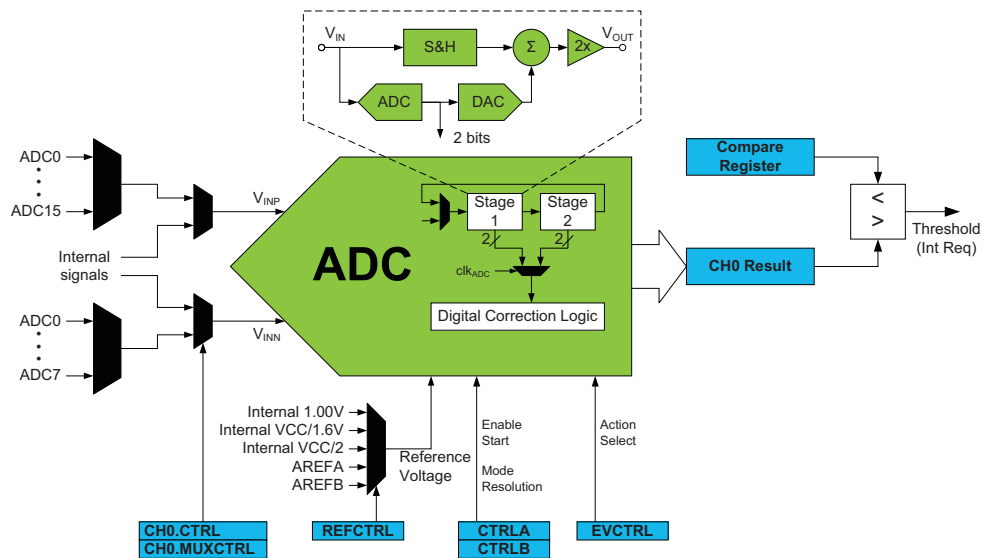 V_IN
S&H
Σ
2x
V_OUT
ADC
DAC
2 bits
ADC0
ADC15
Internal
signals
ADC0
ADC7
V_INP
V_INN
ADC
Stage
1
Stage
2
2
2
clk_ADC
Digital Correction Logic
Compare
Register
CH0 Result
<
>
Threshold
(Int Req)
Internal 1.00V
Internal VCC/1.6V
Internal VCC/2
AREFA
AREFB
Reference
Voltage
Enable
Start
Mode
Resolution
Action
Select
CH0.CTRL
CH0.MUXCTRL
REFCTRL
CTRLA
CTRLB
EVCTRL